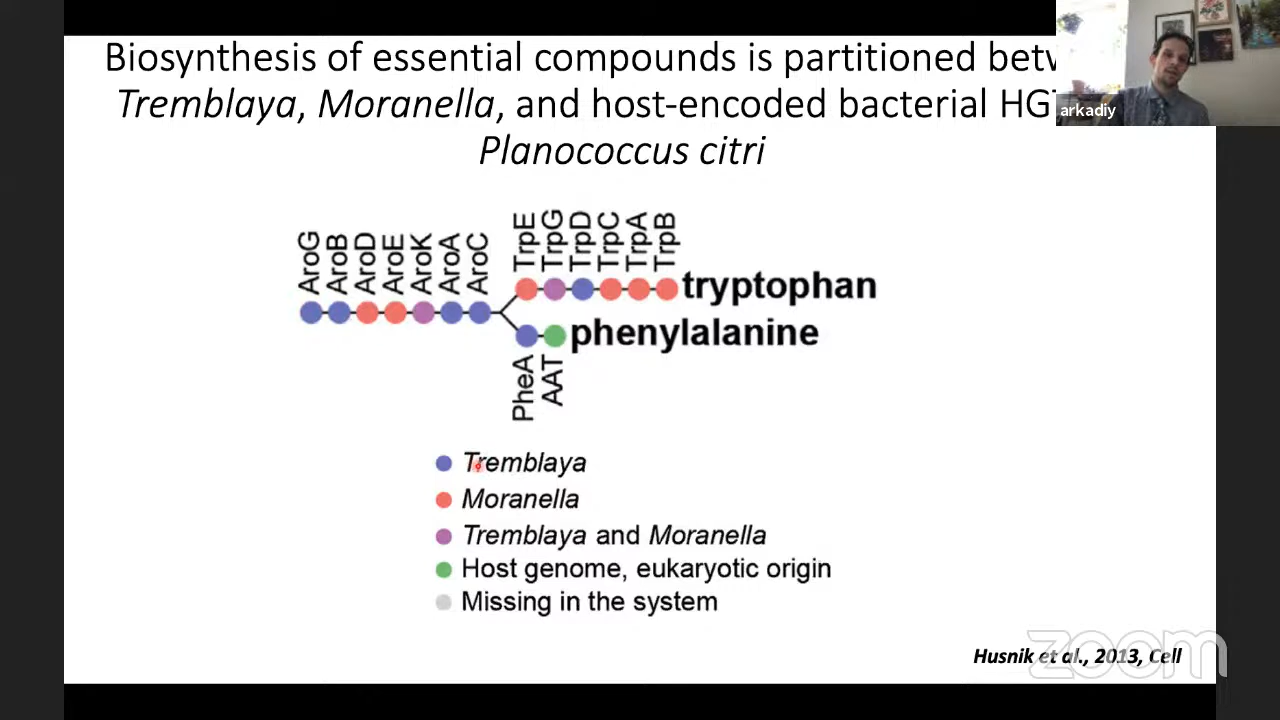 Biosynthesis of essential compounds is partitioned
Tremblaya, Moranella, and host-encoded bacterial
Planococcus citri
arkadiy
AroG
AroB
AroD
AroE
AroK
AroA
AroC
TrpE
TrpG
TrpD
TrpC
TrpA
TrpB
tryptophan
phenylalanine
PheA
AAT
Tremblaya
Moranella
Tremblaya and Moranella
Host genome, eukaryotic origin
Missing in the system
Husnik et al., 2013, Cell
zoom